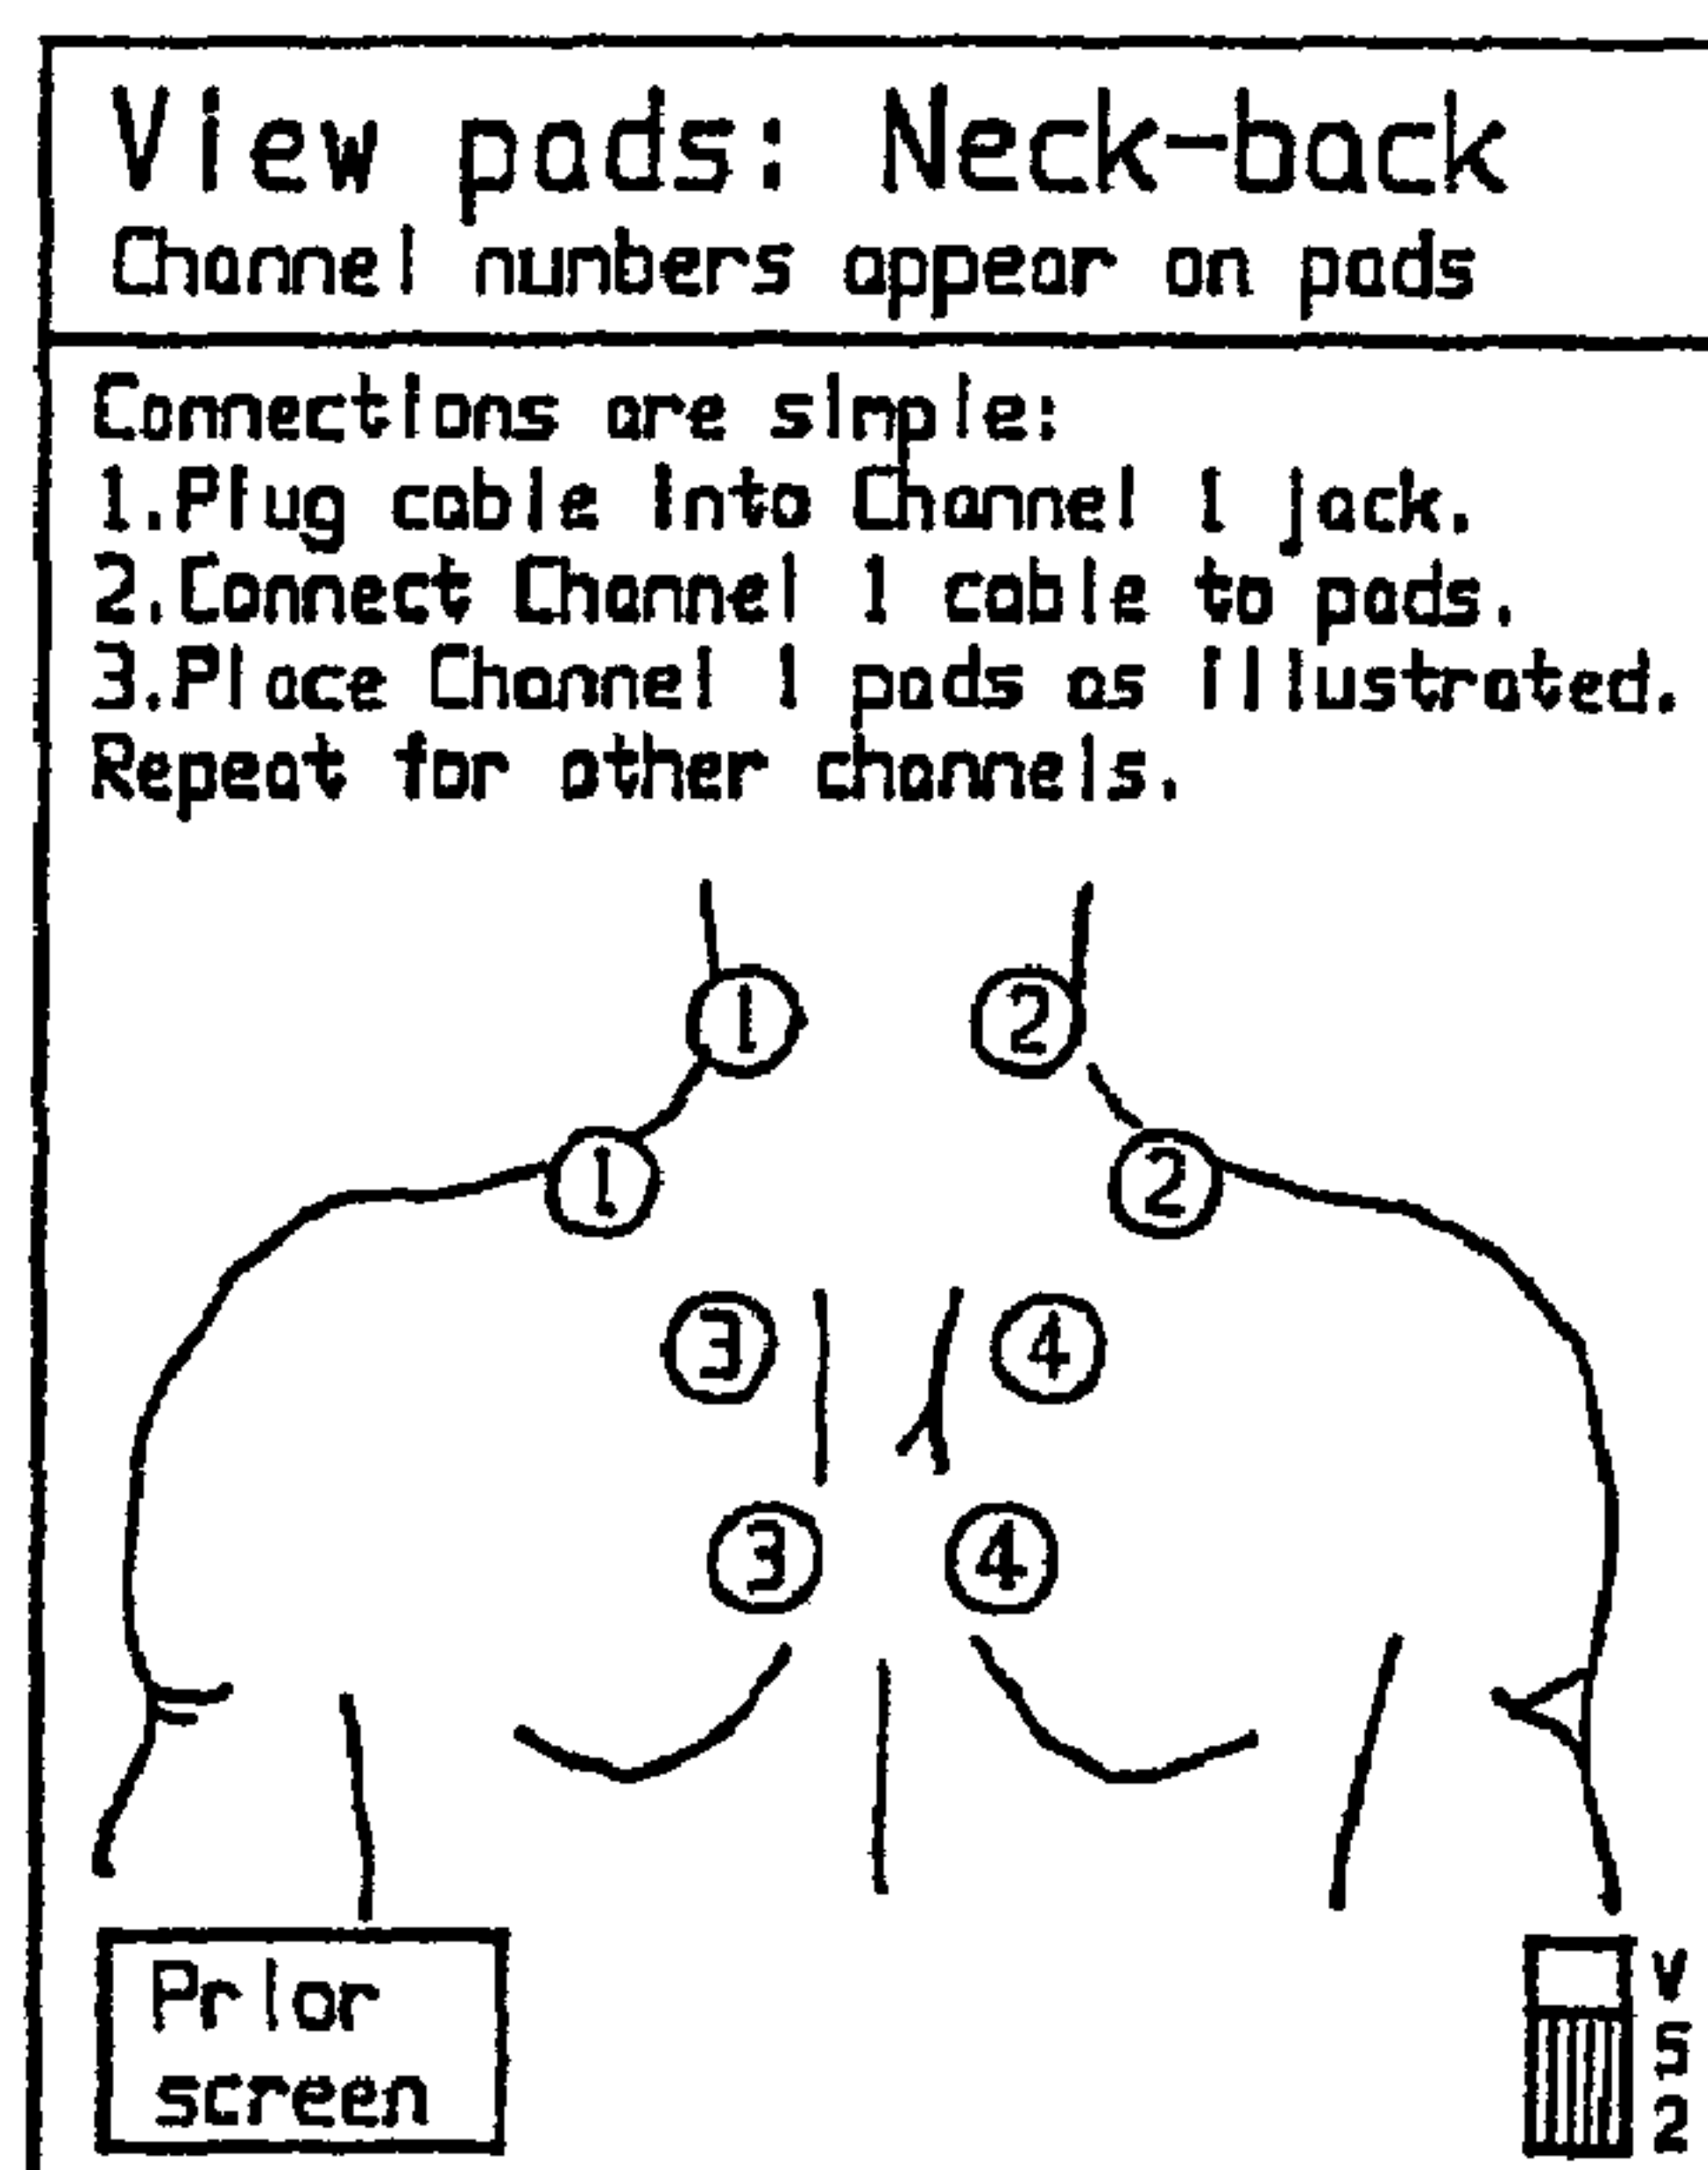 View pads: Neck-back
Channel numbers appear on pads
Connections are simple:
1.Plug cable into Channel 1 jack.
2.Connect Channel 1 cable to pads.
3.Place Channel 1 pads as illustrated.
Repeat for other channels.
1 2
1 2
3 4
3 4
Prior
screen
V
S
2